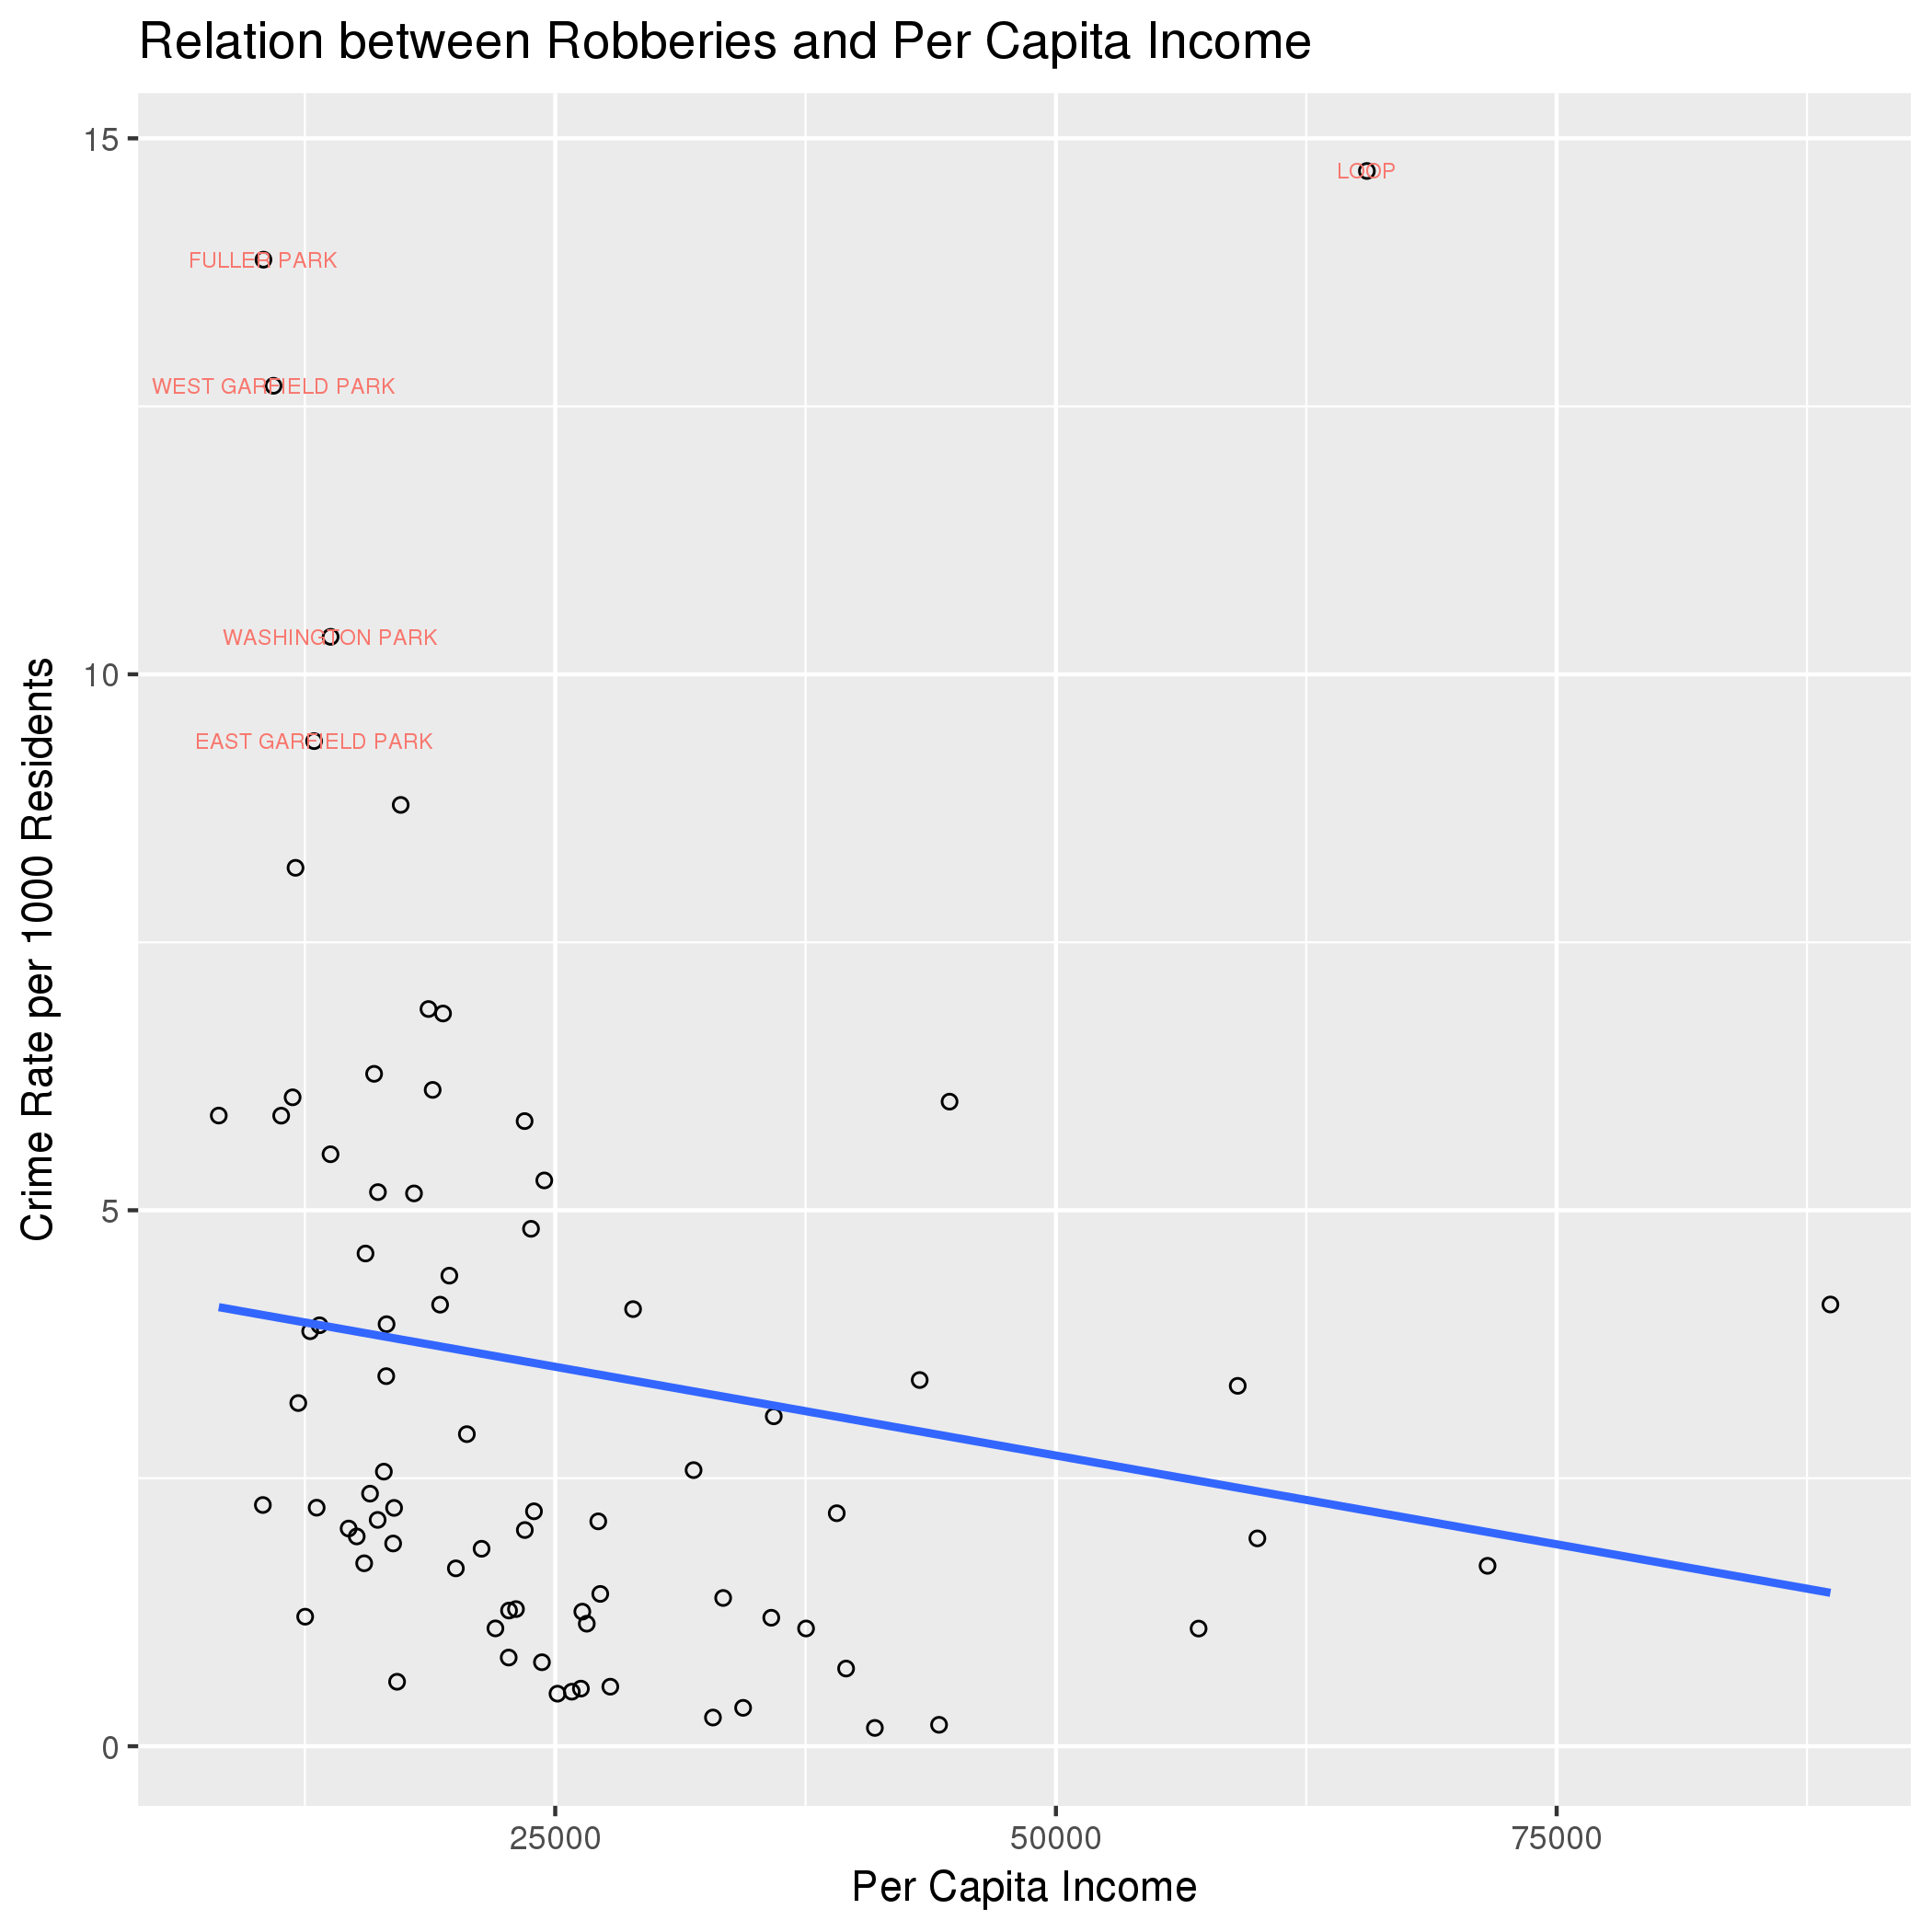 Relation between Robberies and Per Capita Income
15
LOOP
FULLER PARK
WEST GARFIELD PARK
WASHINGTON PARK
10
EAST GARFIELD PARK
Crime Rate per 1000 Residents
5
0
25000
50000
75000
Per Capita Income